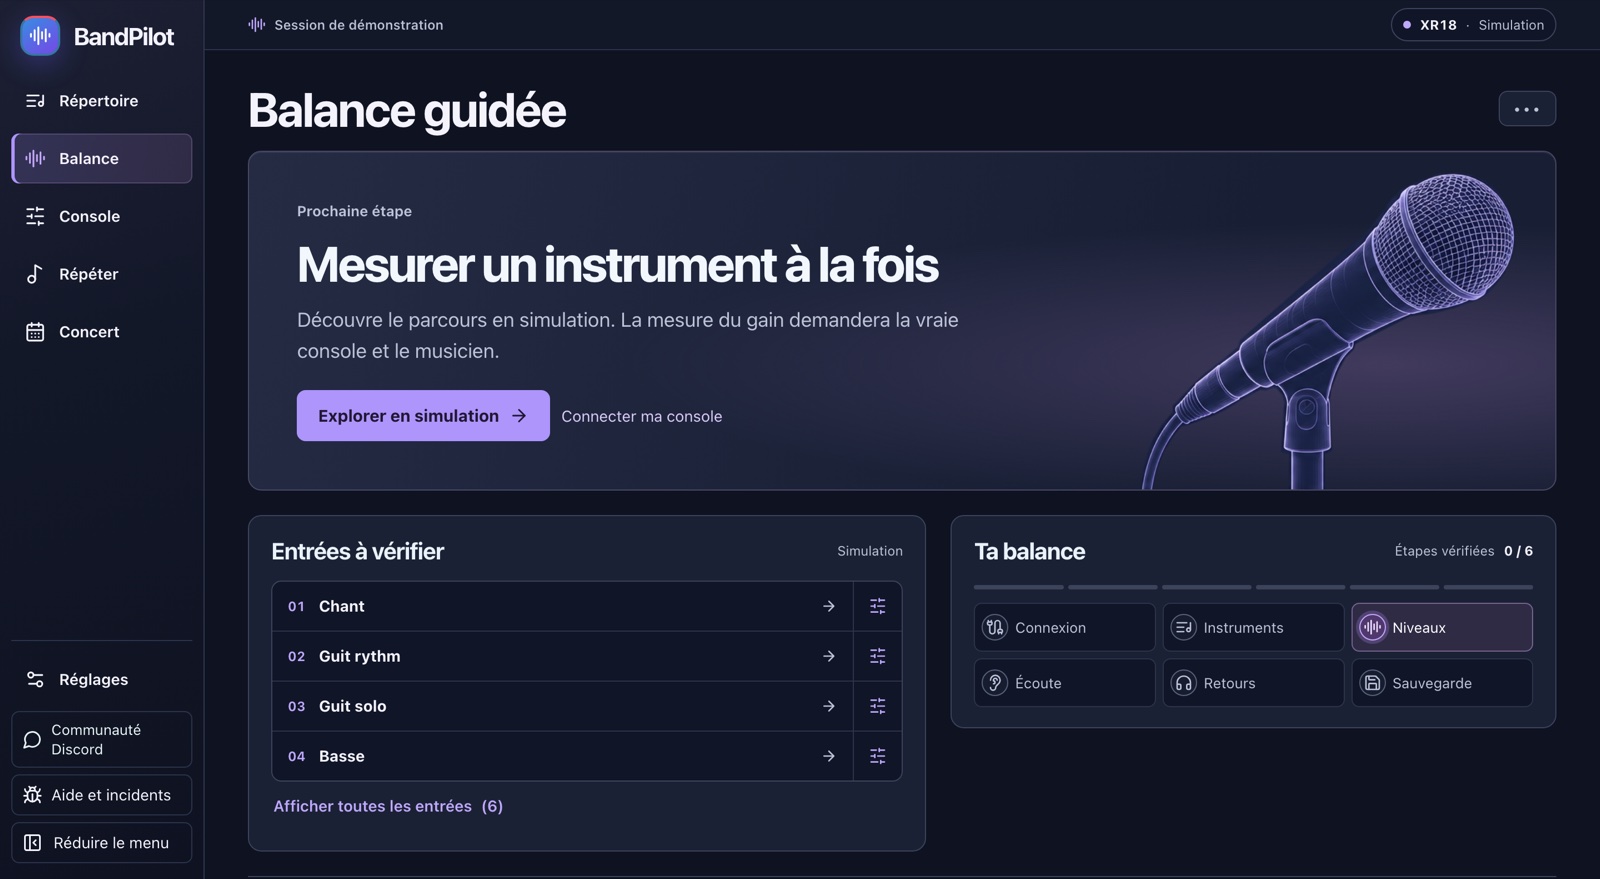 BandPilot
Session de démonstration
XR18 · Simulation
Répertoire
Balance
Console
Répéter
Concert
Réglages
Communauté
Discord
Aide et incidents
Réduire le menu
Balance guidée
Prochaine étape
Mesurer un instrument à la fois
Découvre le parcours en simulation. La mesure du gain demandera la vraie
console et le musicien.
Explorer en simulation
Connecter ma console
Entrées à vérifier
Simulation
01 Chant
02 Guit rythm
03 Guit solo
04 Basse
Afficher toutes les entrées (6)
Ta balance
Étapes vérifiées 0 / 6
Connexion
Instruments
Niveaux
Écoute
Retours
Sauvegarde